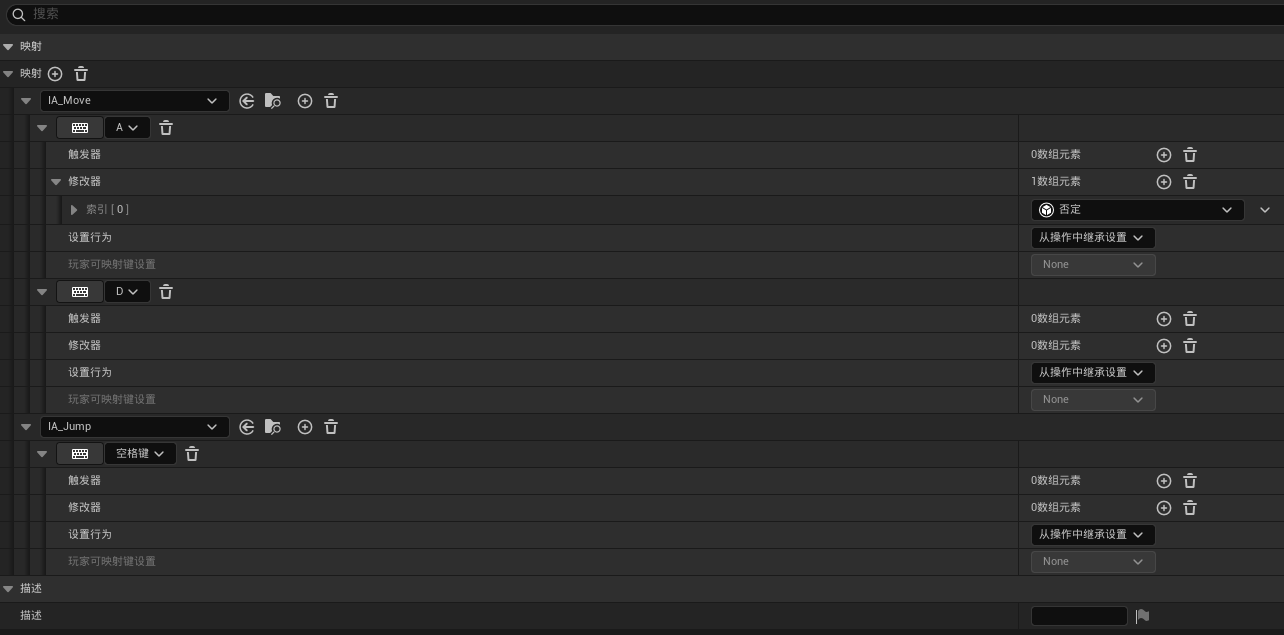 搜索
映射
映射
IA_Move
A
触发器 0数组元素
修改器 1数组元素
索引 [ 0 ] 否定
设置行为 从操作中继承设置
玩家可映射键设置 None
D
触发器 0数组元素
修改器 0数组元素
设置行为 从操作中继承设置
玩家可映射键设置 None
IA_Jump
空格键
触发器 0数组元素
修改器 0数组元素
设置行为 从操作中继承设置
玩家可映射键设置 None
描述
描述